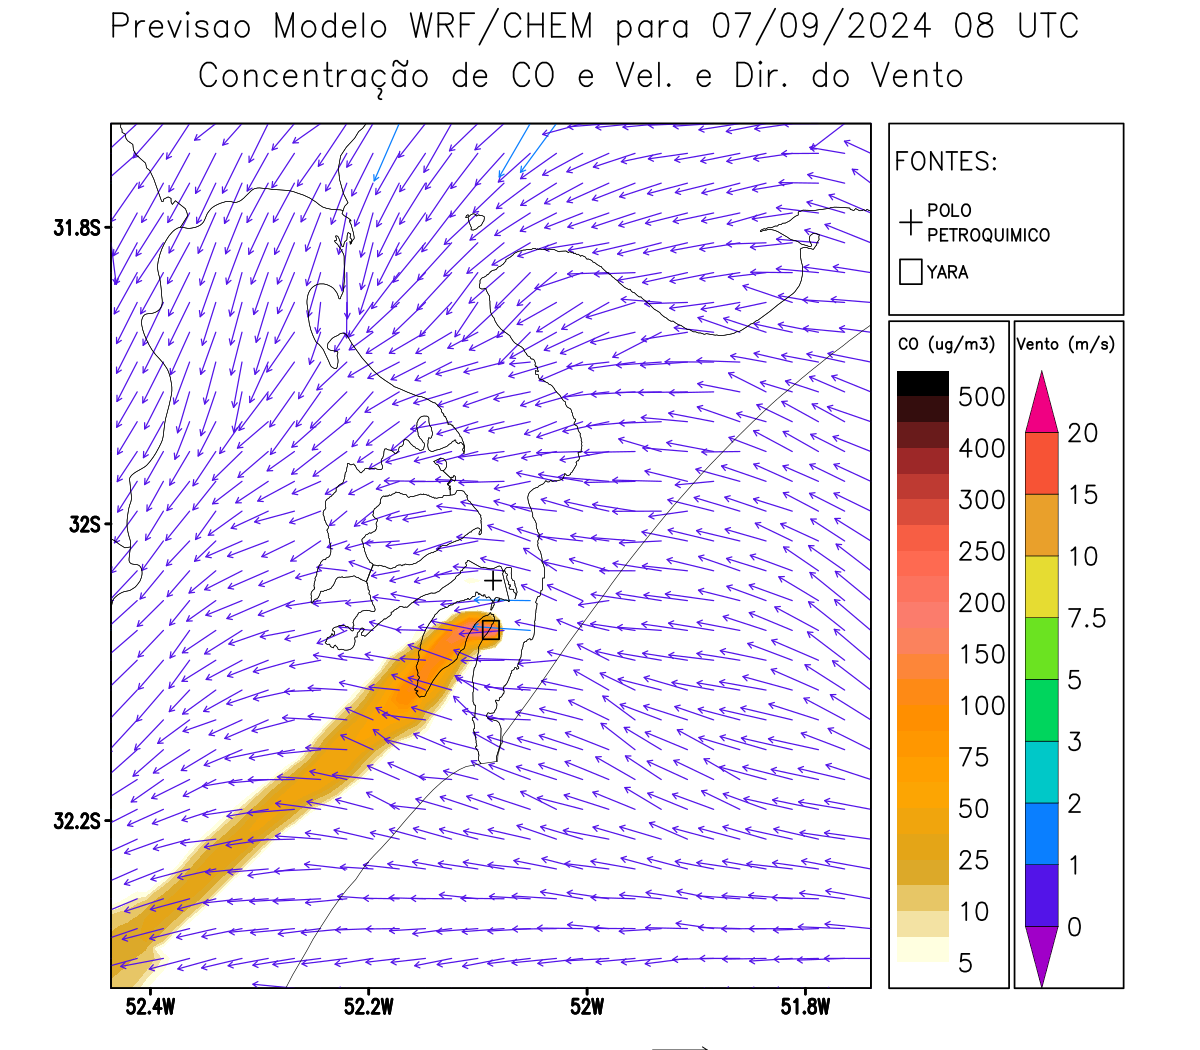 Previsao Modelo WRF/CHEM para 07/09/2024 08 UTC
Concentração de CO e Vel. e Dir. do Vento
FONTES:
POLO
PETROQUIMICO
YARA
31.8S
32S
32.2S
52.4W
52.2W
52W
51.8W
CO (ug/m3)
500
400
300
250
200
150
100
75
50
25
10
5
Vento (m/s)
20
15
10
7.5
5
3
2
1
0